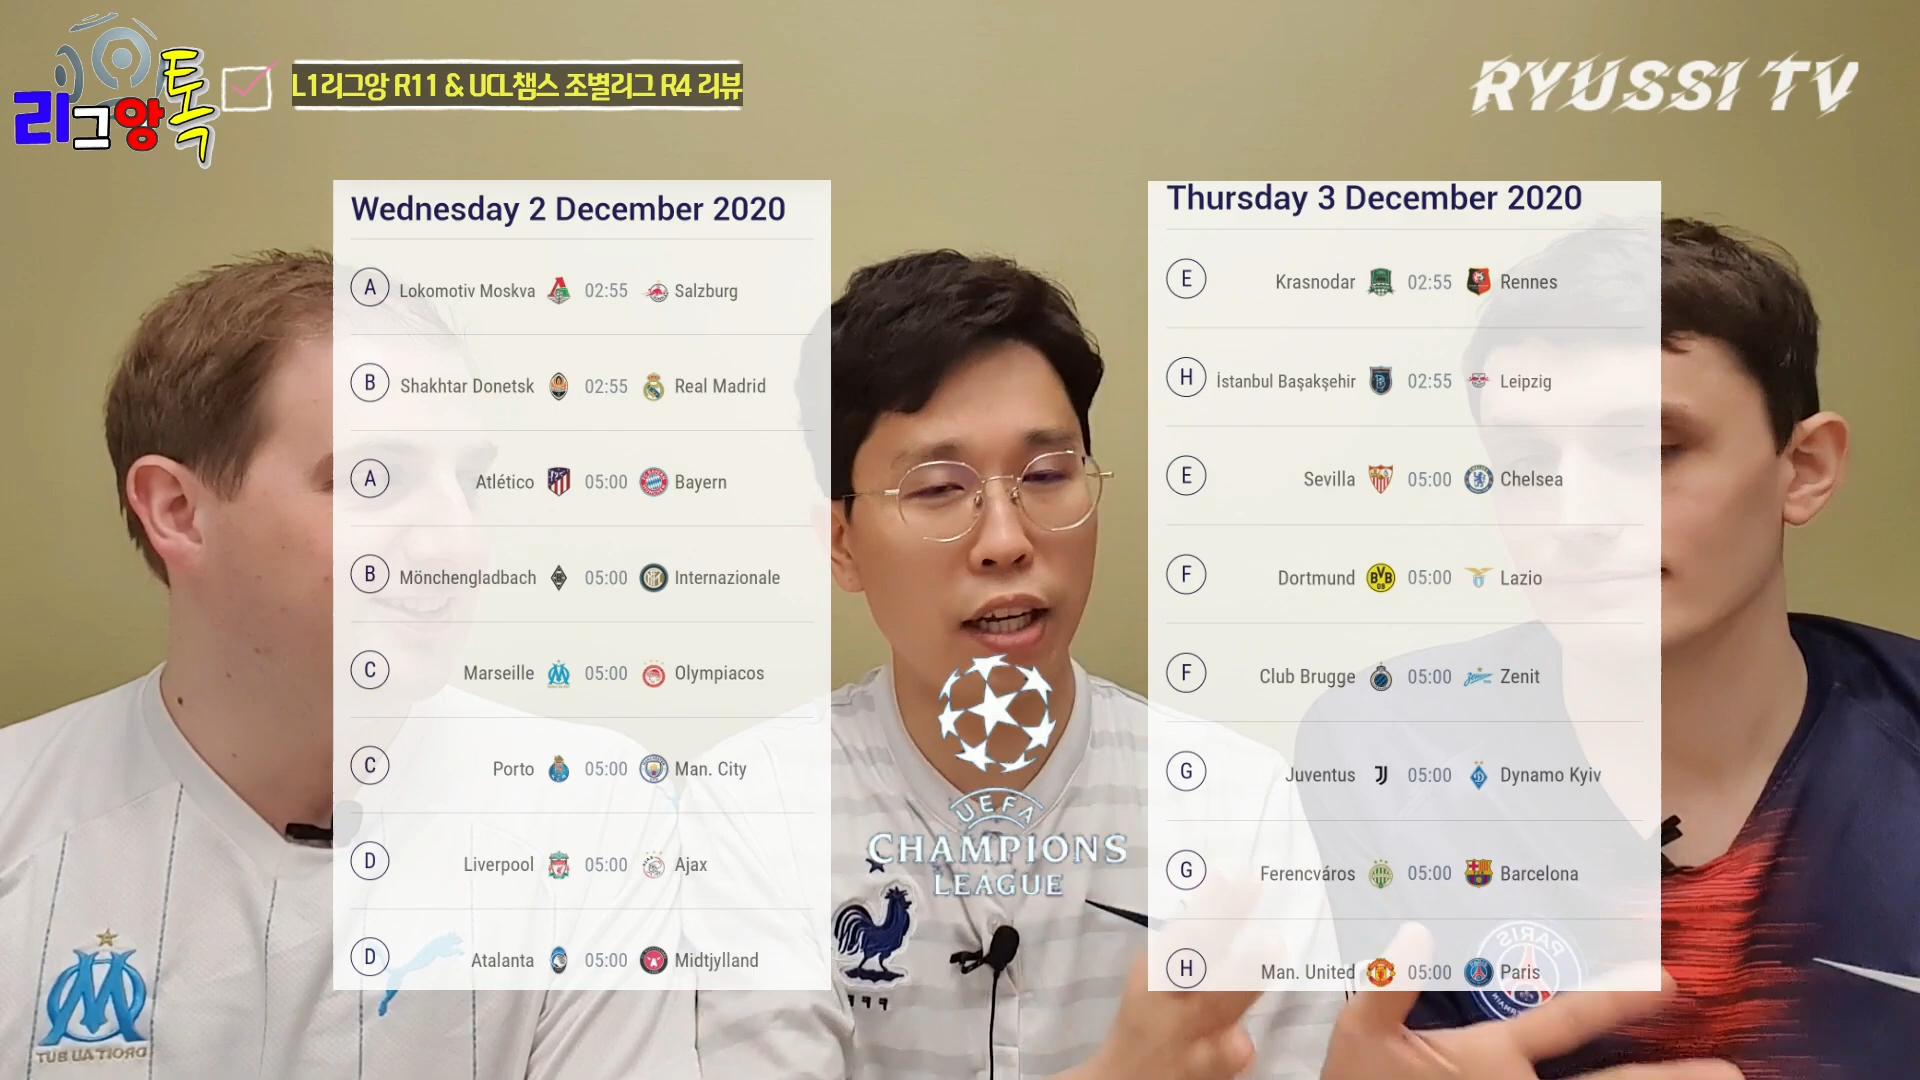 리그앙톡
L1리그앙 R11 & UCL챔스 조별리그 R4 리뷰
RYUSSI TV
Wednesday 2 December 2020
A Lokomotiv Moskva 02:55 Salzburg
B Shakhtar Donetsk 02:55 Real Madrid
A Atlético 05:00 Bayern
B Mönchengladbach 05:00 Internazionale
C Marseille 05:00 Olympiacos
C Porto 05:00 Man. City
D Liverpool 05:00 Ajax
D Atalanta 05:00 Midtjylland
Thursday 3 December 2020
E Krasnodar 02:55 Rennes
H İstanbul Başakşehir 02:55 Leipzig
E Sevilla 05:00 Chelsea
F Dortmund 05:00 Lazio
F Club Brugge 05:00 Zenit
G Juventus 05:00 Dynamo Kyiv
G Ferencváros 05:00 Barcelona
H Man. United 05:00 Paris
UEFA
CHAMPIONS
LEAGUE
DROIT AU BUT
PARIS